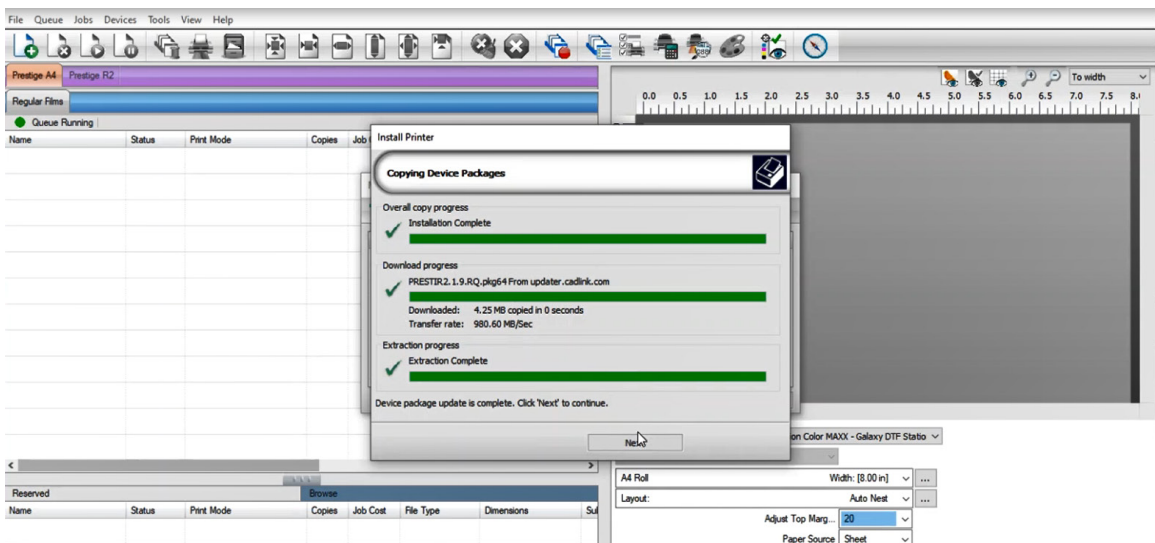 File Queue Jobs Devices Tools View Help
Prestige A4 Prestige R2
To width
Regular Films
0.0 0.5 1.0 1.5 2.0 2.5 3.0 3.5 4.0 4.5 5.0 5.5 6.0 6.5 7.0 7.5
Queue Running
Name Status Print Mode Copies
Install Printer
Copying Device Packages
Overall copy progress
Installation Complete
Download progress
PRESTIR2.1.9.RQ.pkg64 From updater.cadlink.com
Downloaded: 4.25 MB copied in 0 seconds
Transfer rate: 980.60 MB/Sec
Extraction progress
Extraction Complete
Device package update is complete. Click 'Next' to continue.
on Color MAXX - Galaxy DTF Statio
A4 Roll Width: [8.00 in] ...
Reserved Browse
Layout: Auto Nest ...
Name Status Print Mode Copies Job Cost File Type Dimensions
Adjust Top Marg... 20
Paper Source Sheet